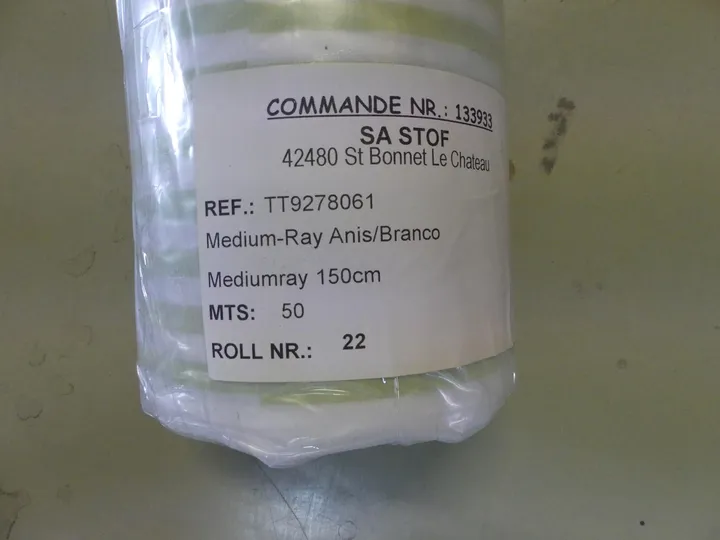 COMMANDE NR.: 133933
SA STOF
42480 St Bonnet Le Chateau
REF.: TT9278061
Medium-Ray Anis/Branco
Mediumray 150cm
MTS: 50
ROLL NR.: 22